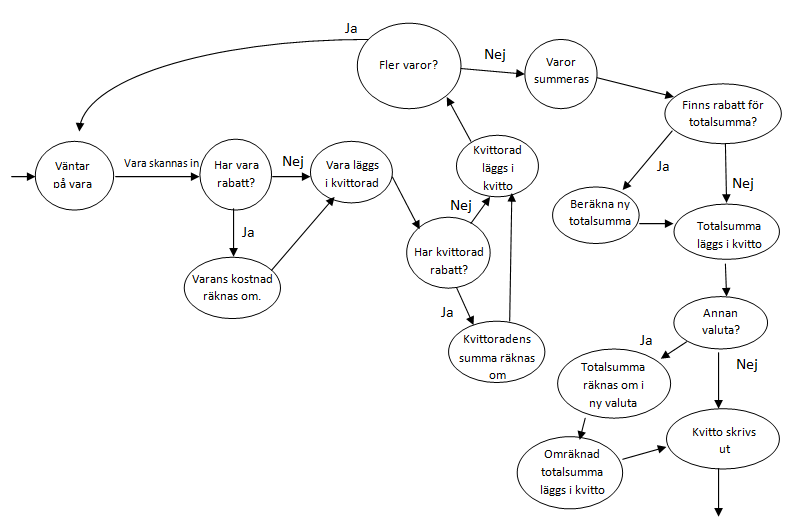 Ja
Fler varor?
Nej
Varor
summeras
Finns rabatt för
totalsumma?
Väntar
på vara
Vara skannas in
Har vara
rabatt?
Nej
Vara läggs
i kvittorad
Kvittorad
läggs i
kvitto
Ja
Nej
Beräkna ny
totalsumma
Totalsumma
läggs i kvitto
Ja
Varans kostnad
räknas om.
Nej
Har kvittorad
rabatt?
Ja
Kvittoradens
summa räknas
om
Annan
valuta?
Ja
Nej
Totalsumma
räknas om i
ny valuta
Kvitto skrivs
ut
Omräknad
totalsumma
läggs i kvitto